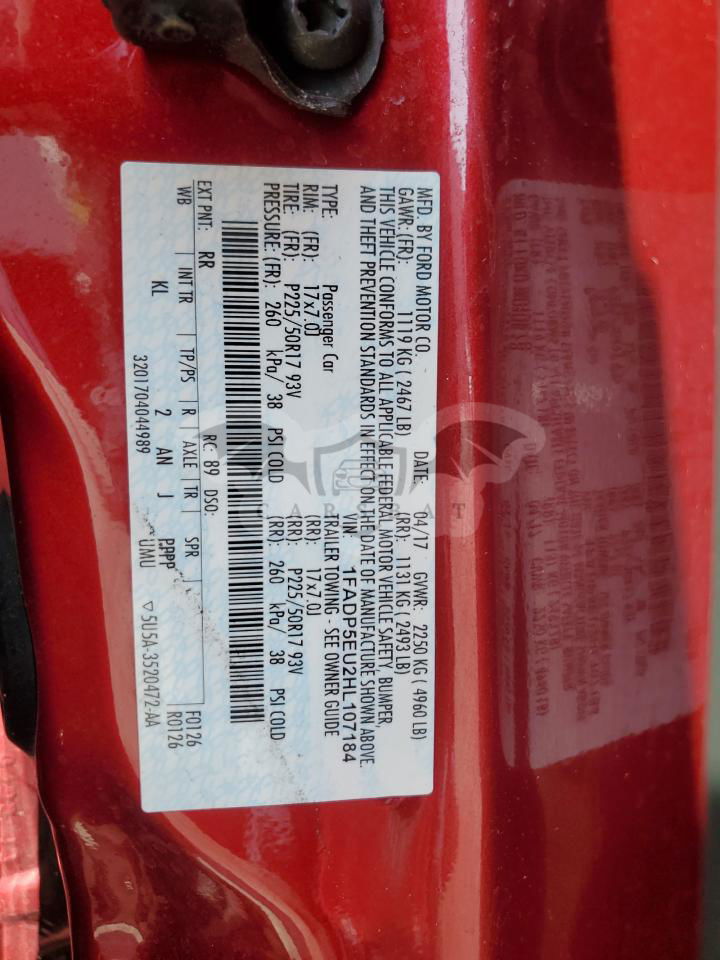 MFD. BY FORD MOTOR CO.
DATE: 04/17 GVWR: 2250 KG ( 4960 LB)
GAWR: (FR): 1119 KG ( 2467 LB) (RR): 1131 KG ( 2493 LB)
THIS VEHICLE CONFORMS TO ALL APPLICABLE FEDERAL MOTOR VEHICLE SAFETY, BUMPER,
AND THEFT PREVENTION STANDARDS IN EFFECT ON THE DATE OF MANUFACTURE SHOWN ABOVE.
VIN: 1FADP5EU2HL107184
TYPE: Passenger Car TRAILER TOWING - SEE OWNER GUIDE
RIM: (FR): 17x7.0J (RR): 17x7.0J
TIRE: (FR): P225/50R17 93V (RR): P225/50R17 93V
PRESSURE: (FR): 260 kPa/ 38 PSI COLD (RR): 260 kPa/ 38 PSI COLD
F0126
R0126
EXT PNT: RR RC: 89 DSO:
WB INT TR TP/PS R AXLE TR SPR
KL 2 AN J PPPP
UMU
3201704044989 ▽5U5A-3520472-AA
CARCAT